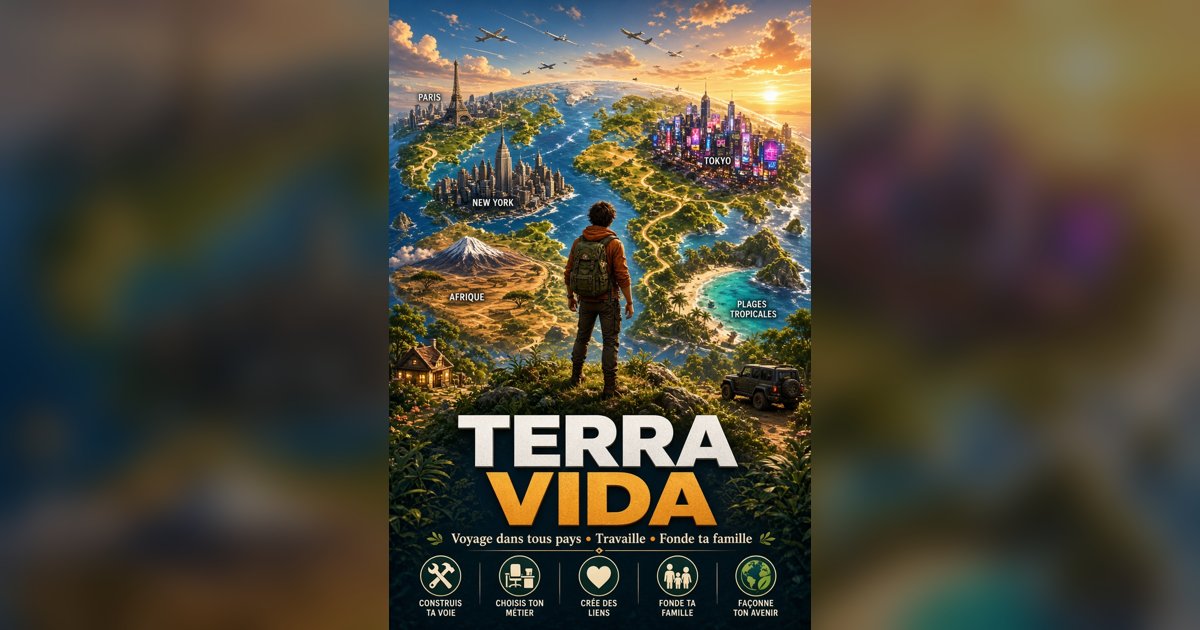 PARIS
TOKYO
NEW YORK
AFRIQUE
PLAGES
TROPICALES
TERRA
VIDA
Voyage dans tous pays • Travaille • Fonde ta famille
CONSTRUIS
TA VOIE
CHOISIS TON
MÉTIER
CRÉE DES
LIENS
FONDE TA
FAMILLE
FAÇONNE
TON AVENIR